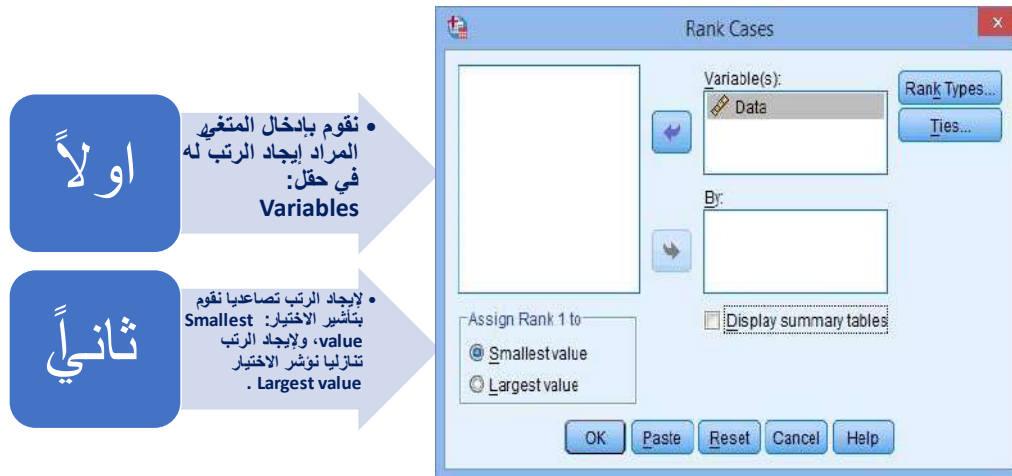 اولاً
• نقوم بإدخال المتغير
المراد إيجاد الرتب له
في حقل:
Variables
ثانياً
• لإيجاد الرتب تصاعديا نقوم
بتأشير الاختيار: Smallest
value، ولإيجاد الرتب
تنازليا نؤشر الاختيار
Largest value .
Rank Cases
x
Variable(s):
Data
Rank Types...
Ties...
By:
Display summary tables
Assign Rank 1 to
Smallest value
Largest value
OK Paste Reset Cancel Help